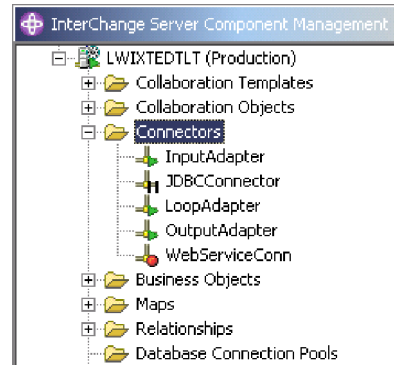 InterChange Server Component Management
LWIXTEDTLT (Production)
Collaboration Templates
Collaboration Objects
Connectors
InputAdapter
JDBCConnector
LoopAdapter
OutputAdapter
WebServiceConn
Business Objects
Maps
Relationships
Database Connection Pools